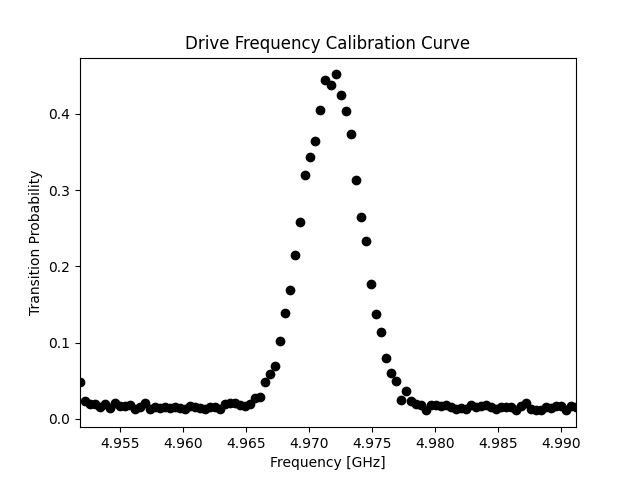 Drive Frequency Calibration Curve
Transition Probability
0.4
0.3
0.2
0.1
0.0
4.955 4.960 4.965 4.970 4.975 4.980 4.985 4.990
Frequency [GHz]